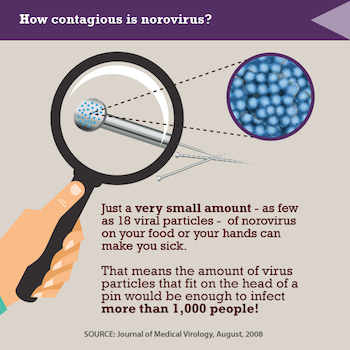 How contagious is norovirus?
Just a very small amount - as few
as 18 viral particles - of norovirus
on your food or your hands can
make you sick.
That means the amount of virus
particles that fit on the head of a
pin would be enough to infect
more than 1,000 people!
SOURCE: Journal of Medical Virology, August, 2008